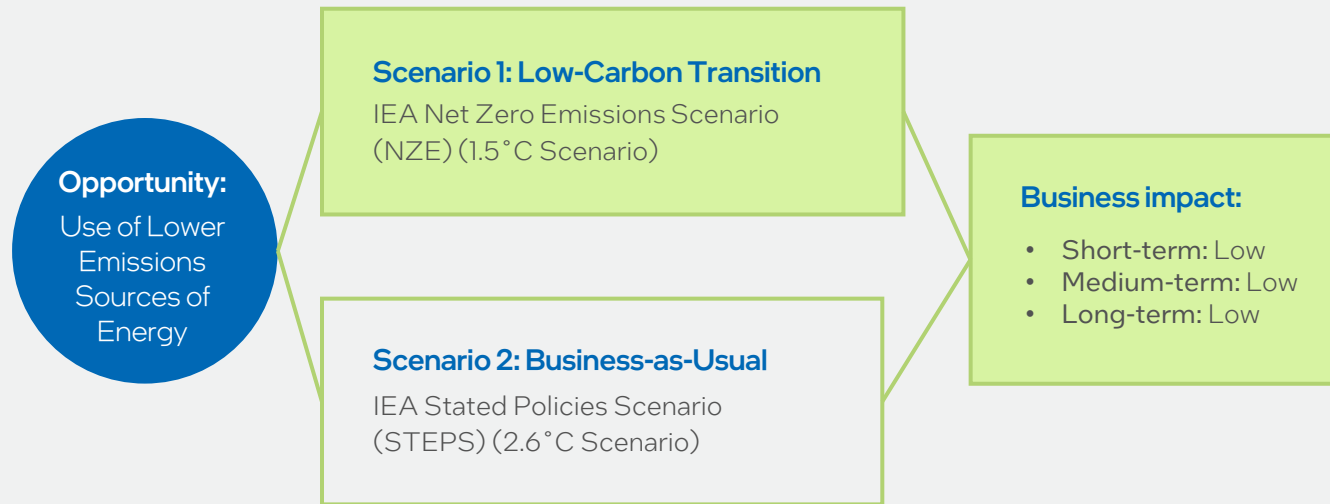 Opportunity:
Use of Lower
Emissions
Sources of
Energy
Scenario 1: Low-Carbon Transition
IEA Net Zero Emissions Scenario
(NZE) (1.5˚C Scenario)
Scenario 2: Business-as-Usual
IEA Stated Policies Scenario
(STEPS) (2.6˚C Scenario)
Business impact:
• Short-term: Low
• Medium-term: Low
• Long-term: Low